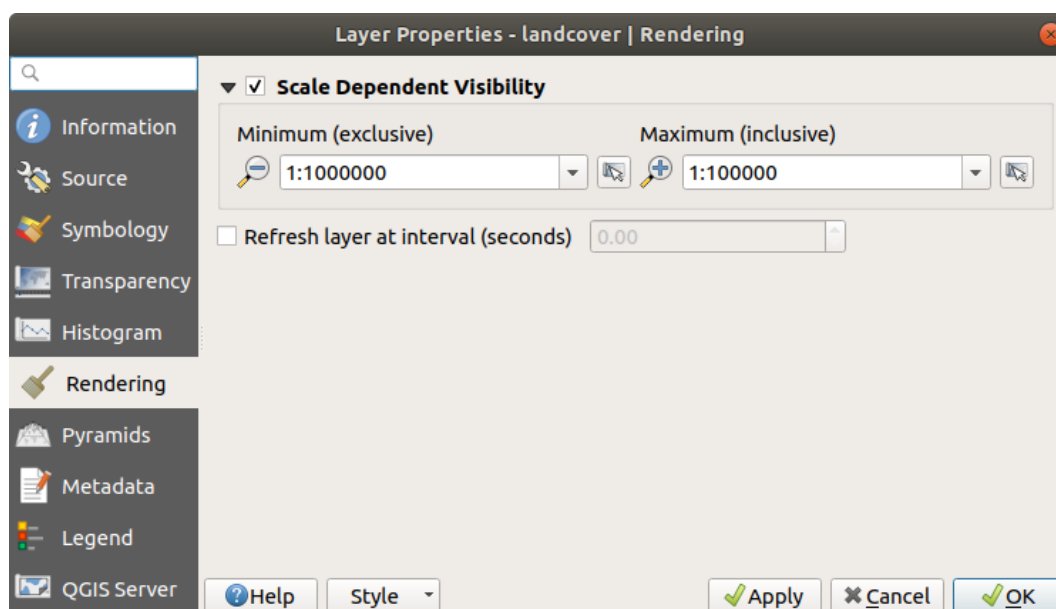 Layer Properties - landcover | Rendering
Information
Source
Symbology
Transparency
Histogram
Rendering
Pyramids
Metadata
Legend
QGIS Server
Scale Dependent Visibility
Minimum (exclusive) Maximum (inclusive)
1:1000000 1:100000
Refresh layer at interval (seconds) 0.00
Help Style Apply Cancel OK